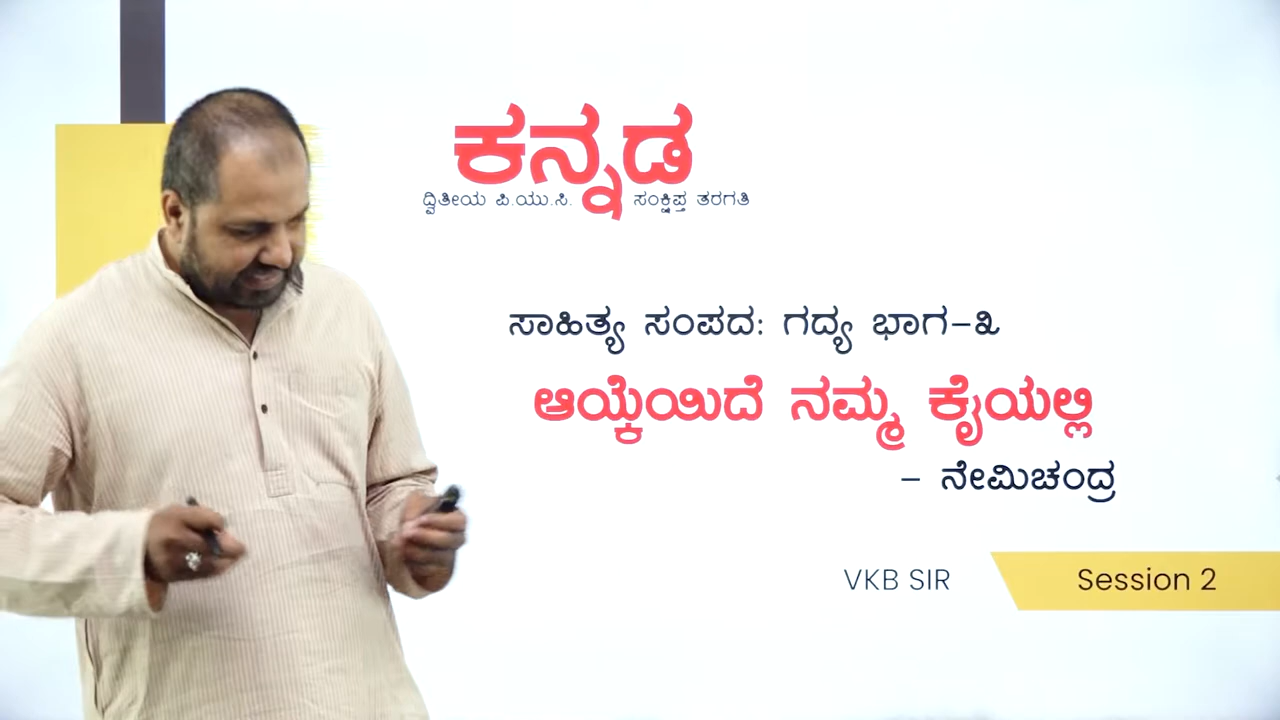 ಕನ್ನಡ
ದ್ವಿತೀಯ ಪಿ.ಯು.ಸಿ. ಸಂಕ್ಷಿಪ್ತ ತರಗತಿ
ಸಾಹಿತ್ಯ ಸಂಪದ: ಗದ್ಯ ಭಾಗ-೩
ಆಯ್ಕೆಯಿದೆ ನಮ್ಮ ಕೈಯಲ್ಲಿ
- ನೇಮಿಚಂದ್ರ
VKB SIR
Session 2